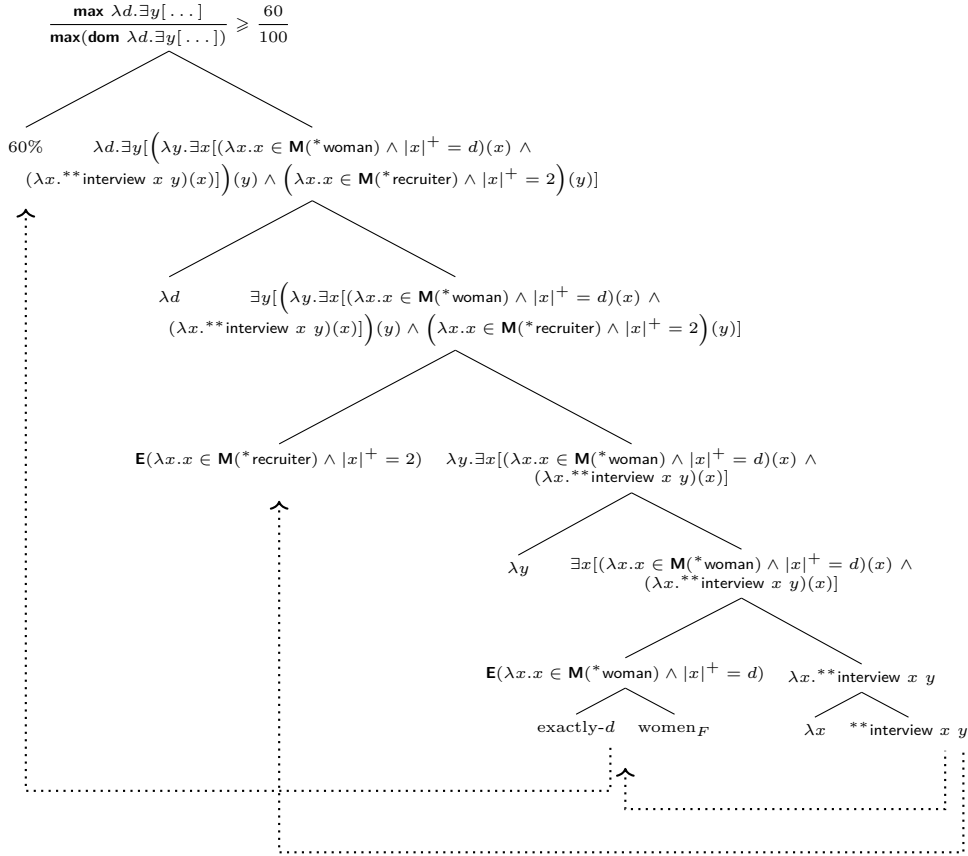 max λd.∃y[ . . . ]
max(dom λd.∃y[ . . . ])
⩾ 60
100
60%
λd.∃y[(λy.∃x[(λx.x ∈ M(*woman) ∧ |x|⁺ = d)(x) ∧
(λx.**interview x y)(x)])(y) ∧ (λx.x ∈ M(*recruiter) ∧ |x|⁺ = 2)(y)]
λd
∃y[(λy.∃x[(λx.x ∈ M(*woman) ∧ |x|⁺ = d)(x) ∧
(λx.**interview x y)(x)])(y) ∧ (λx.x ∈ M(*recruiter) ∧ |x|⁺ = 2)(y)]
E(λx.x ∈ M(*recruiter) ∧ |x|⁺ = 2)
λy.∃x[(λx.x ∈ M(*woman) ∧ |x|⁺ = d)(x) ∧
(λx.**interview x y)(x)]
λy
∃x[(λx.x ∈ M(*woman) ∧ |x|⁺ = d)(x) ∧
(λx.**interview x y)(x)]
E(λx.x ∈ M(*woman) ∧ |x|⁺ = d)
λx.**interview x y
exactly-d
women_F
λx
**interview x y